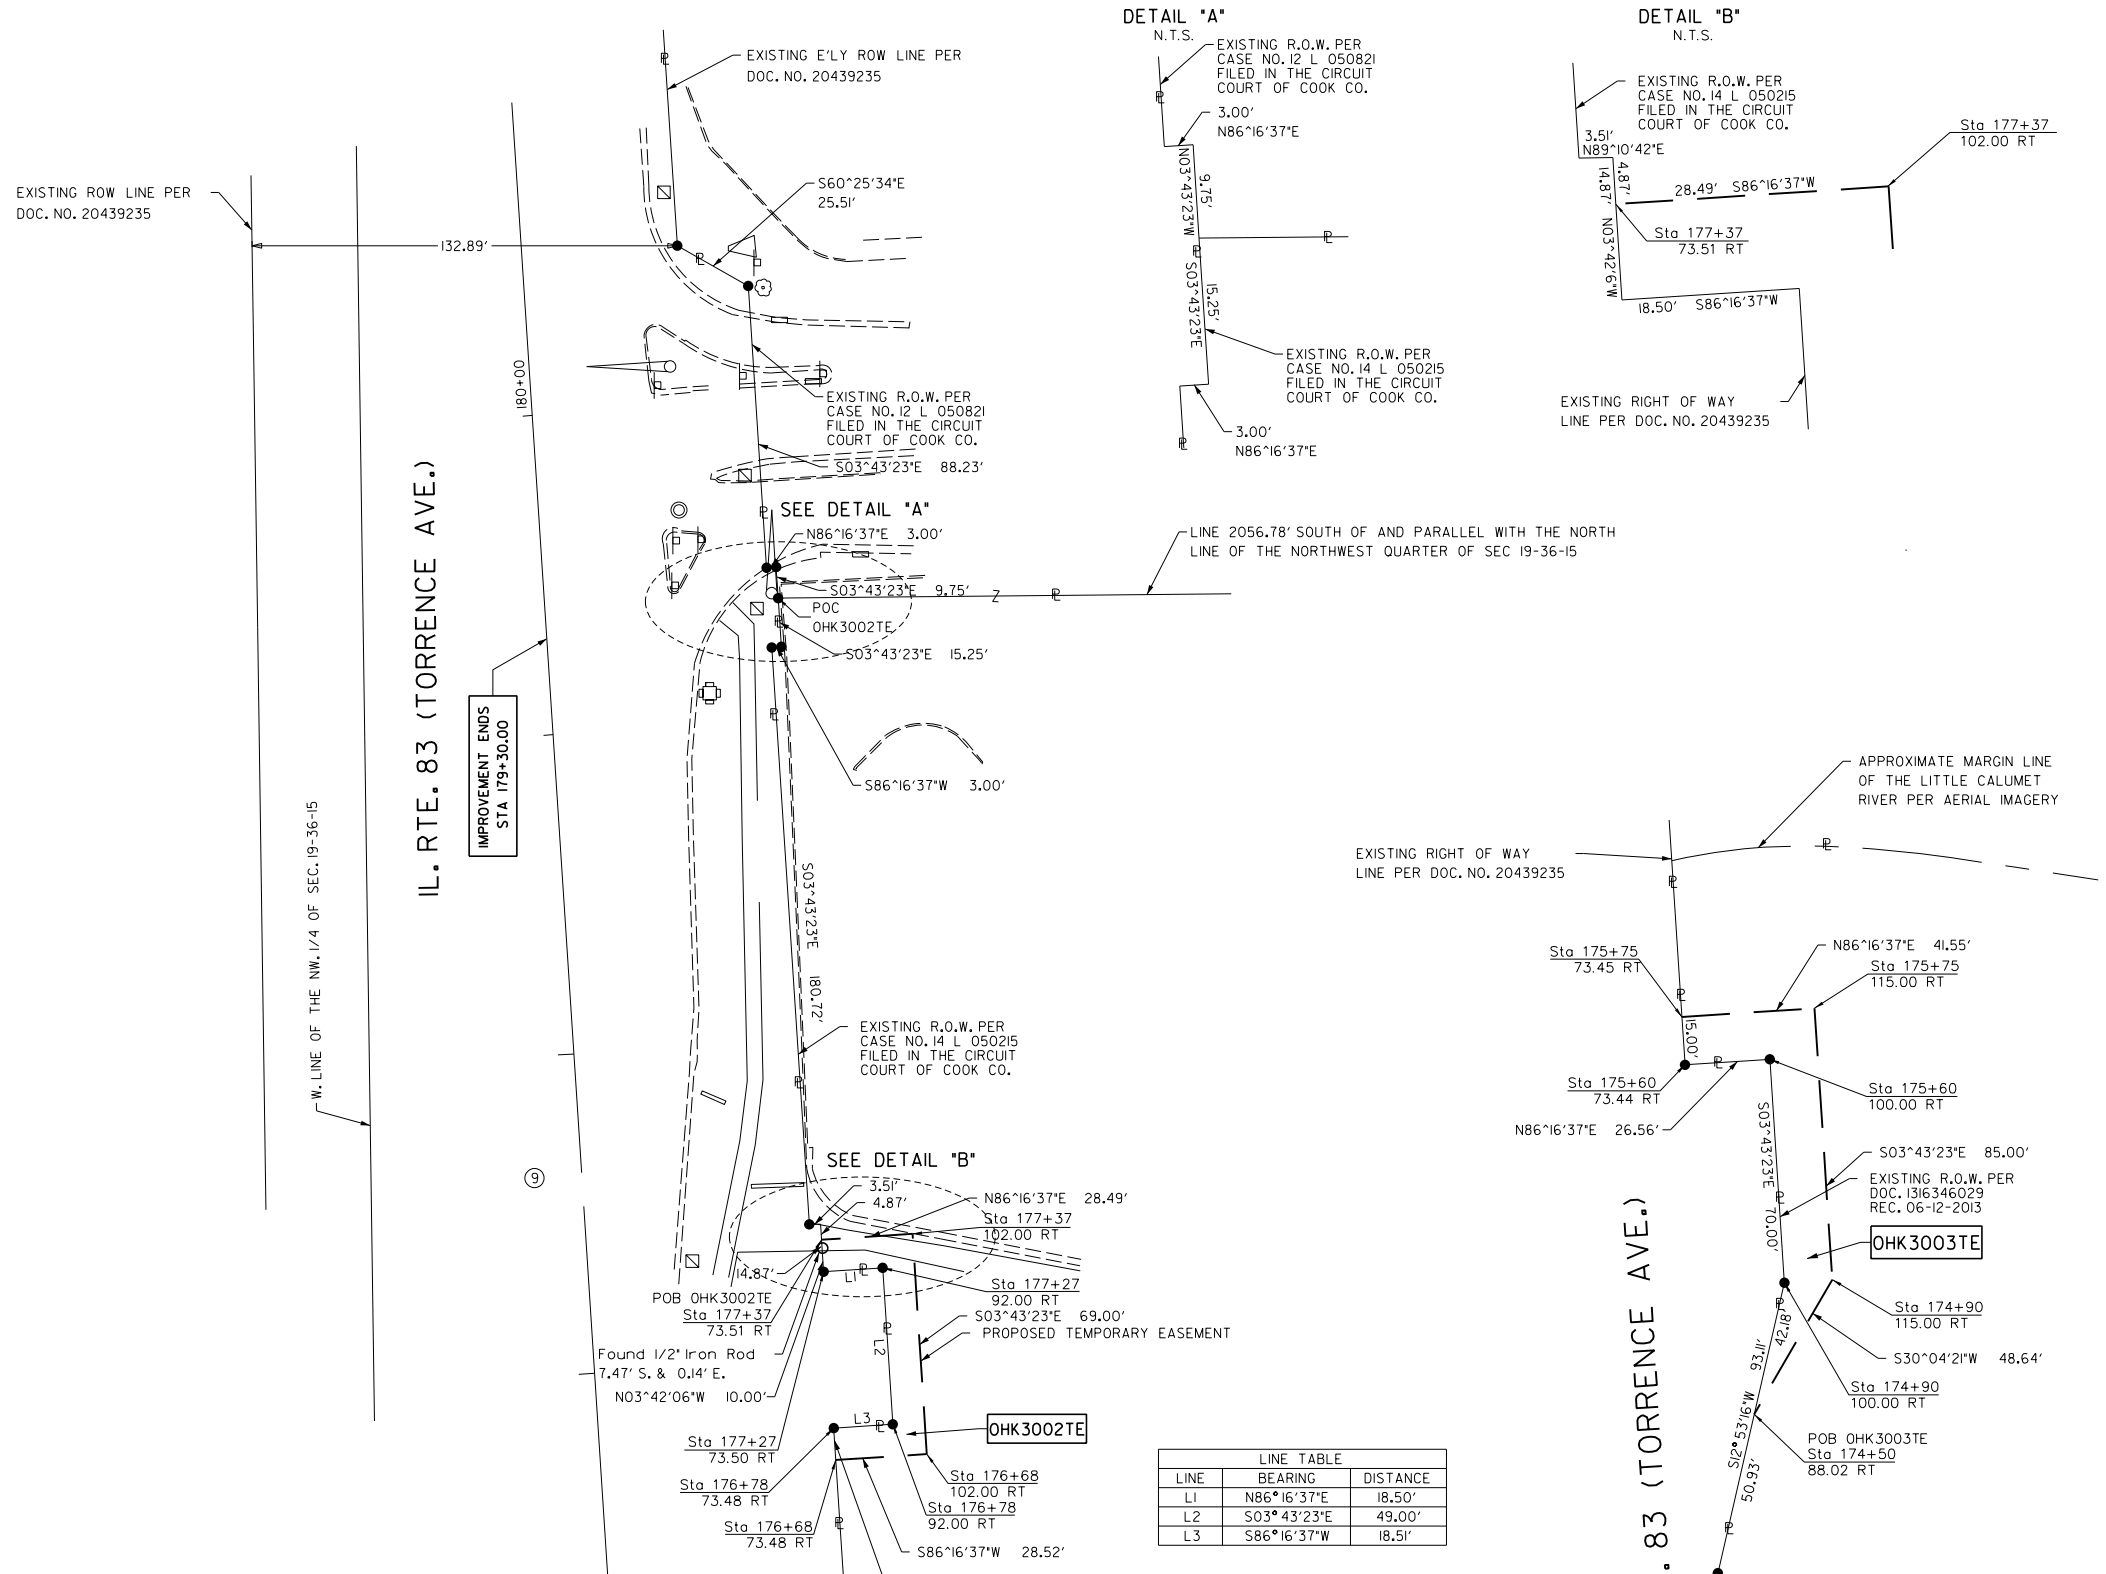 DETAIL "A"
N.T.S.
EXISTING R.O.W. PER
CASE NO. 12 L 050821
FILED IN THE CIRCUIT
COURT OF COOK CO.
3.00'
N86^16'37"E
N03^43'23"W
9.75'
S03^43'23"E
15.25'
EXISTING R.O.W. PER
CASE NO. 14 L 050215
FILED IN THE CIRCUIT
COURT OF COOK CO.
3.00'
N86^16'37"E
DETAIL "B"
N.T.S.
EXISTING R.O.W. PER
CASE NO. 14 L 050215
FILED IN THE CIRCUIT
COURT OF COOK CO.
3.51'
N89^10'42"E
4.87'
14.87' N03^42'6"W
28.49' S86^16'37"W
Sta 177+37
102.00 RT
Sta 177+37
73.51 RT
18.50' S86^16'37"W
EXISTING RIGHT OF WAY
LINE PER DOC. NO. 20439235
EXISTING E'LY ROW LINE PER
DOC. NO. 20439235
EXISTING ROW LINE PER
DOC. NO. 20439235
132.89'
S60^25'34"E
25.51'
180+00
EXISTING R.O.W. PER
CASE NO. 12 L 050821
FILED IN THE CIRCUIT
COURT OF COOK CO.
S03^43'23"E 88.23'
SEE DETAIL "A"
N86^16'37"E 3.00'
S03^43'23"E 9.75'
POC
0HK3002TE
S03^43'23"E 15.25'
Z
LINE 2056.78' SOUTH OF AND PARALLEL WITH THE NORTH
LINE OF THE NORTHWEST QUARTER OF SEC 19-36-15
IL. RTE. 83 (TORRENCE AVE.)
IMPROVEMENT ENDS
STA 179+30.00
S86^16'37"W 3.00'
W. LINE OF THE NW. 1/4 OF SEC. 19-36-15
S03^43'23"E 180.72'
EXISTING R.O.W. PER
CASE NO. 14 L 050215
FILED IN THE CIRCUIT
COURT OF COOK CO.
9
SEE DETAIL "B"
3.51'
4.87'
N86^16'37"E 28.49'
Sta 177+37
102.00 RT
14.87'
L1
POB 0HK3002TE
Sta 177+37
73.51 RT
Sta 177+27
92.00 RT
S03^43'23"E 69.00'
PROPOSED TEMPORARY EASEMENT
L2
Found 1/2" Iron Rod
7.47' S. & 0.14' E.
N03^42'06"W 10.00'
L3
0HK3002TE
Sta 177+27
73.50 RT
Sta 176+78
73.48 RT
Sta 176+68
73.48 RT
Sta 176+68
102.00 RT
Sta 176+78
92.00 RT
S86^16'37"W 28.52'
LINE TABLE
LINE BEARING DISTANCE
L1 N86°16'37"E 18.50'
L2 S03°43'23"E 49.00'
L3 S86°16'37"W 18.51'
APPROXIMATE MARGIN LINE
OF THE LITTLE CALUMET
RIVER PER AERIAL IMAGERY
EXISTING RIGHT OF WAY
LINE PER DOC. NO. 20439235
Sta 175+75
73.45 RT
N86^16'37"E 41.55'
Sta 175+75
115.00 RT
15.00'
Sta 175+60
73.44 RT
Sta 175+60
100.00 RT
N86^16'37"E 26.56'
S03^43'23"E 70.00'
S03^43'23"E 85.00'
EXISTING R.O.W. PER
DOC. 1316346029
REC. 06-12-2013
0HK3003TE
Sta 174+90
115.00 RT
42.18'
93.11'
S30^04'21"W 48.64'
Sta 174+90
100.00 RT
S12°53'16"W
50.93'
POB 0HK3003TE
Sta 174+50
88.02 RT
. 83 (TORRENCE AVE.)